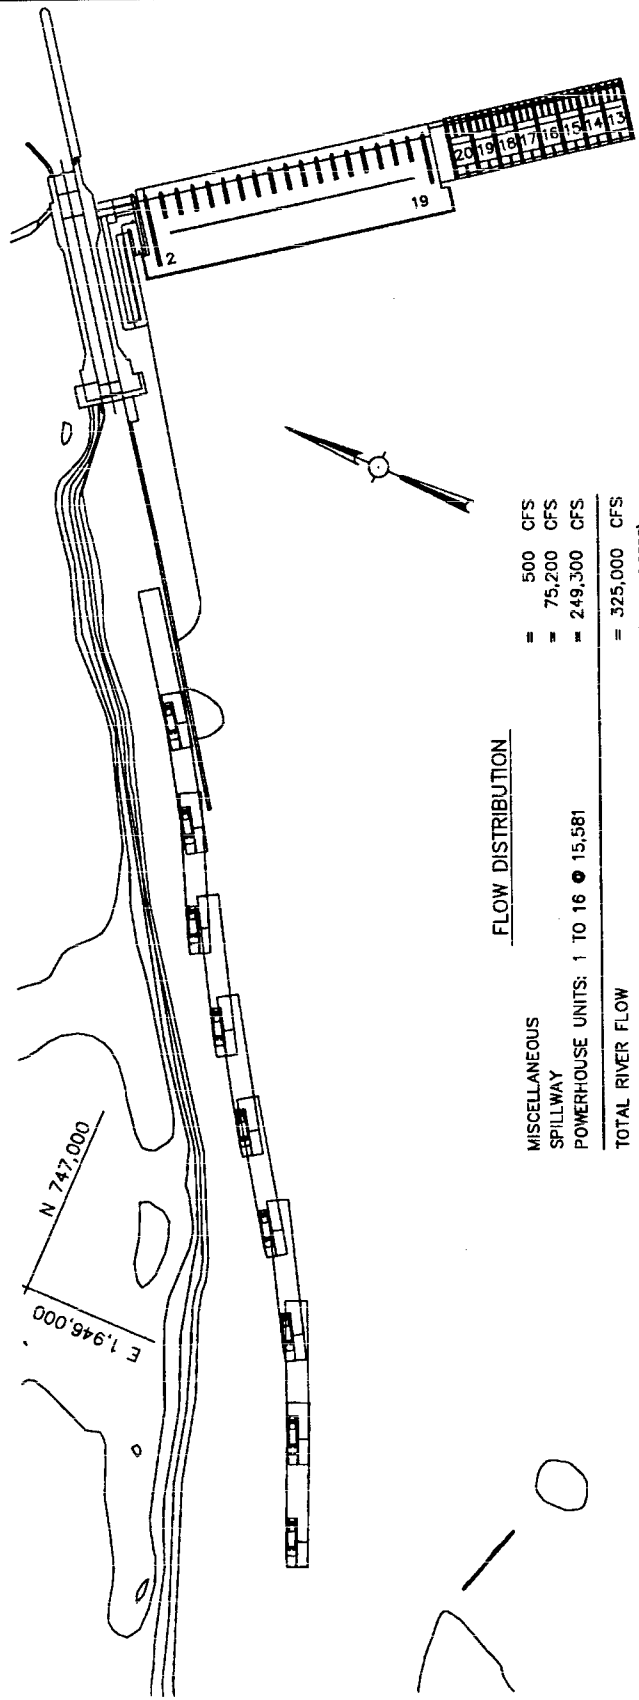 20 19 18 17 16 15 14 13
2
19
FLOW DISTRIBUTION
MISCELLANEOUS = 500 CFS
SPILLWAY = 75,200 CFS
POWERHOUSE UNITS: 1 TO 16 @ 15,581 = 249,300 CFS
TOTAL RIVER FLOW = 325,000 CFS
N 747,000
E 1,946,000